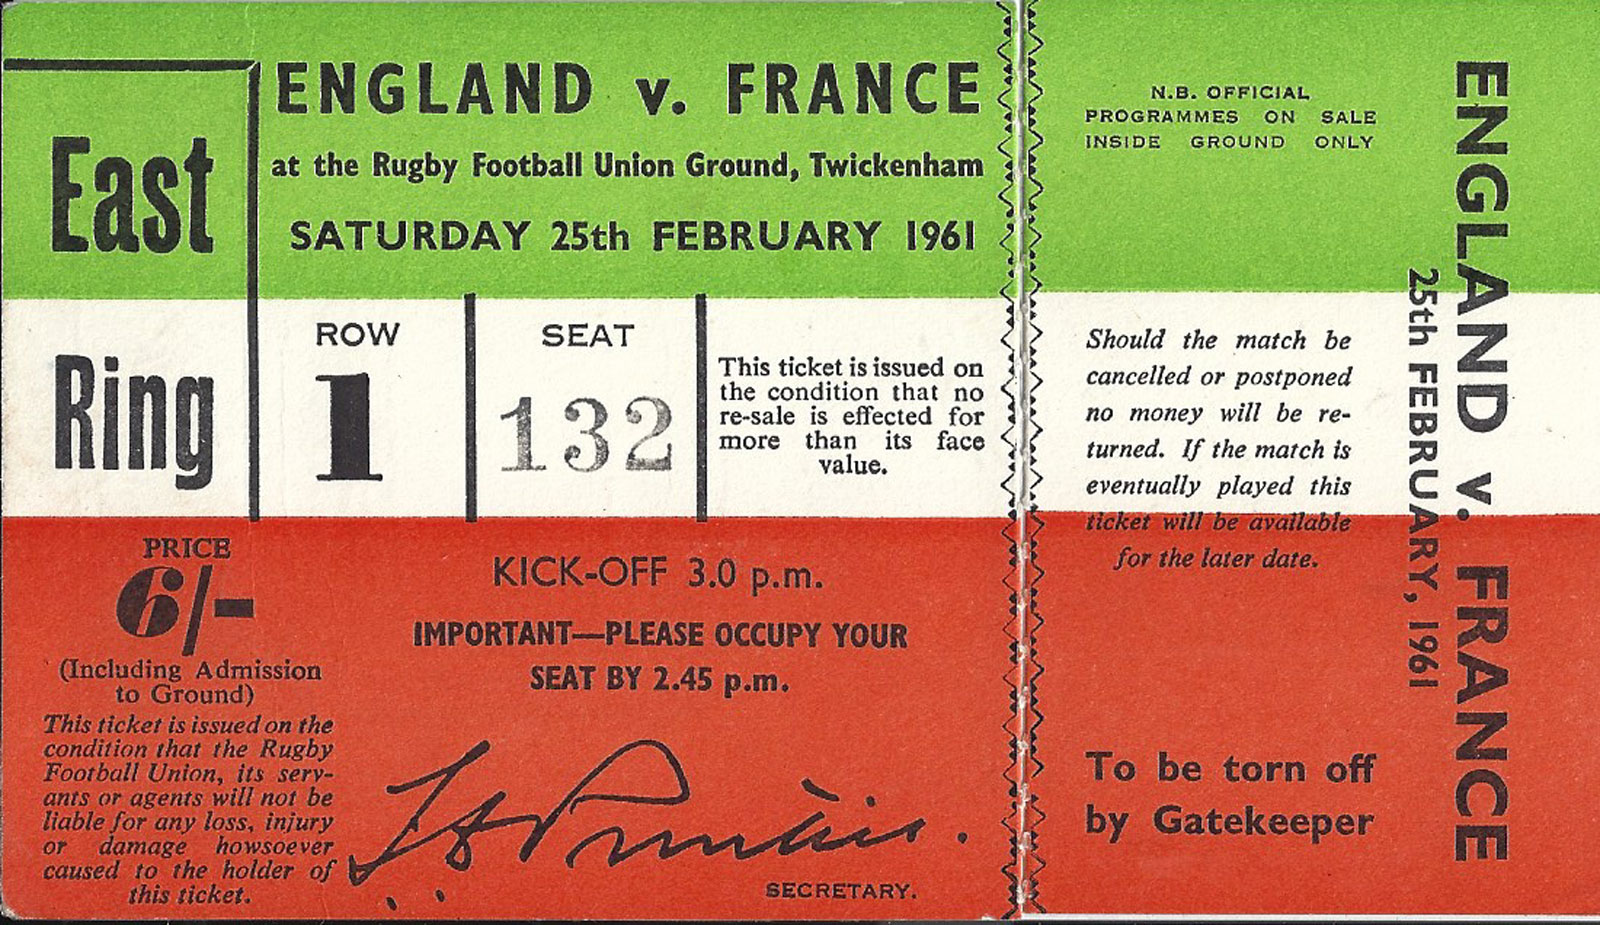 East
Ring
ENGLAND v. FRANCE
at the Rugby Football Union Ground, Twickenham
SATURDAY 25th FEBRUARY 1961
ROW
1
SEAT
132
This ticket is issued on
the condition that no
re-sale is effected for
more than its face
value.
PRICE
6/-
(Including Admission
to Ground)
This ticket is issued on the
condition that the Rugby
Football Union, its serv-
ants or agents will not be
liable for any loss, injury
or damage howsoever
caused to the holder of
this ticket.
KICK-OFF 3.0 p.m.
IMPORTANT—PLEASE OCCUPY YOUR
SEAT BY 2.45 p.m.
SECRETARY.
N.B. OFFICIAL
PROGRAMMES ON SALE
INSIDE GROUND ONLY
Should the match be
cancelled or postponed
no money will be re-
turned. If the match is
eventually played this
ticket will be available
for the later date.
To be torn off
by Gatekeeper
ENGLAND v. FRANCE
25th FEBRUARY, 1961